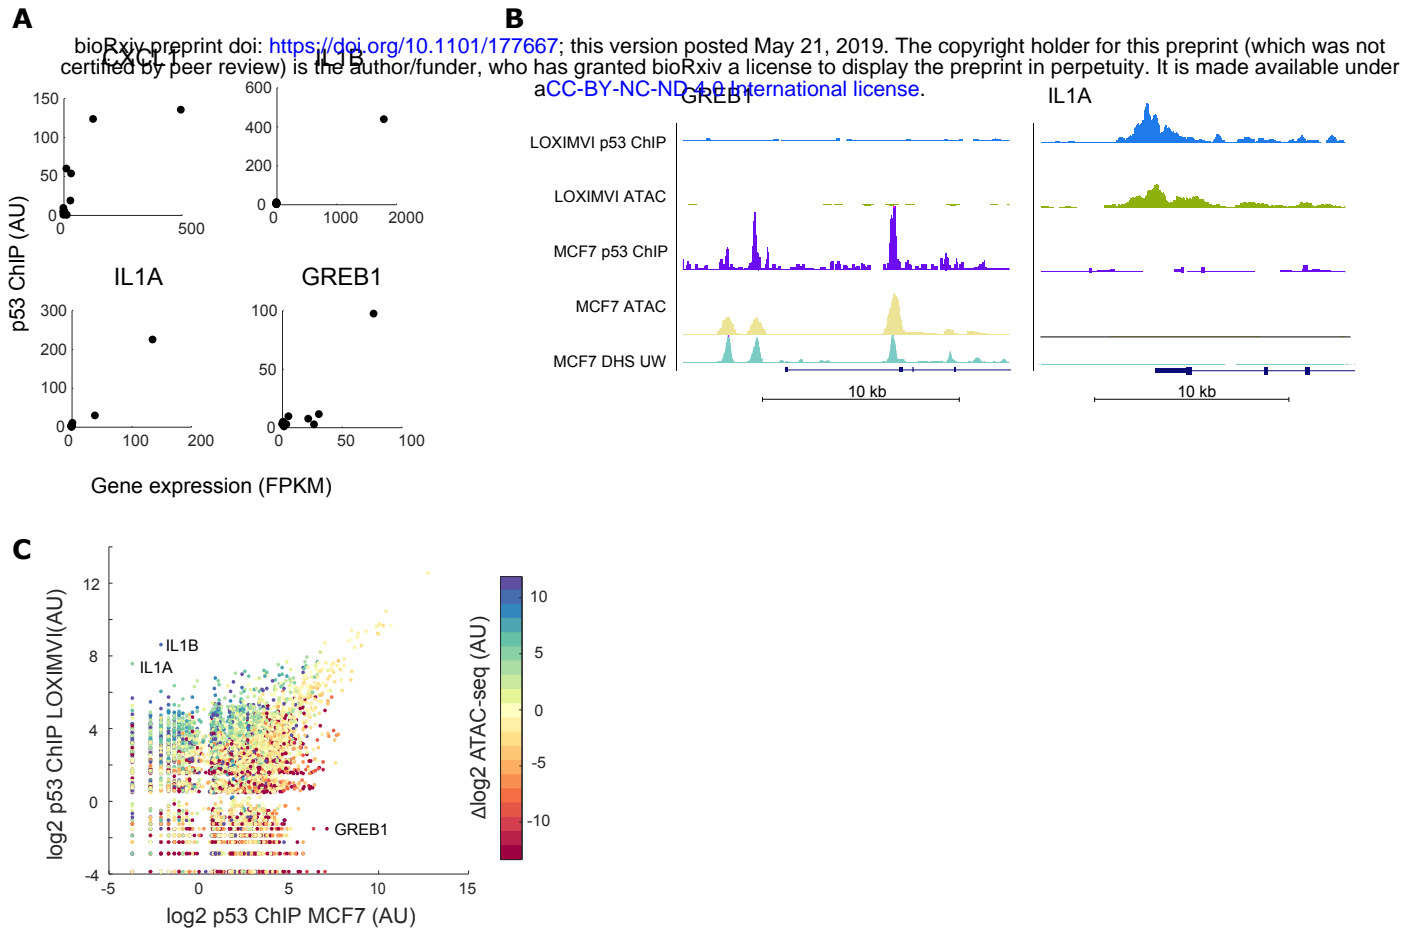 A
B
bioRxiv preprint doi: https://doi.org/10.1101/177667; this version posted May 21, 2019. The copyright holder for this preprint (which was not
certified by peer review) is the author/funder, who has granted bioRxiv a license to display the preprint in perpetuity. It is made available under
aCC-BY-NC-ND 4.0 International license.
CXCL1
IL1B
150
100
50
0
0
500
600
400
200
0
0
1000
2000
p53 ChIP (AU)
IL1A
GREB1
300
200
100
0
0
100
200
100
50
0
0
50
100
Gene expression (FPKM)
GREB1
IL1A
LOXIMVI p53 ChIP
LOXIMVI ATAC
MCF7 p53 ChIP
MCF7 ATAC
MCF7 DHS UW
10 kb
10 kb
C
log2 p53 ChIP LOXIMVI(AU)
12
8
4
0
-4
-5
0
5
10
15
IL1B
IL1A
GREB1
log2 p53 ChIP MCF7 (AU)
Δlog2 ATAC-seq (AU)
10
5
0
-5
-10